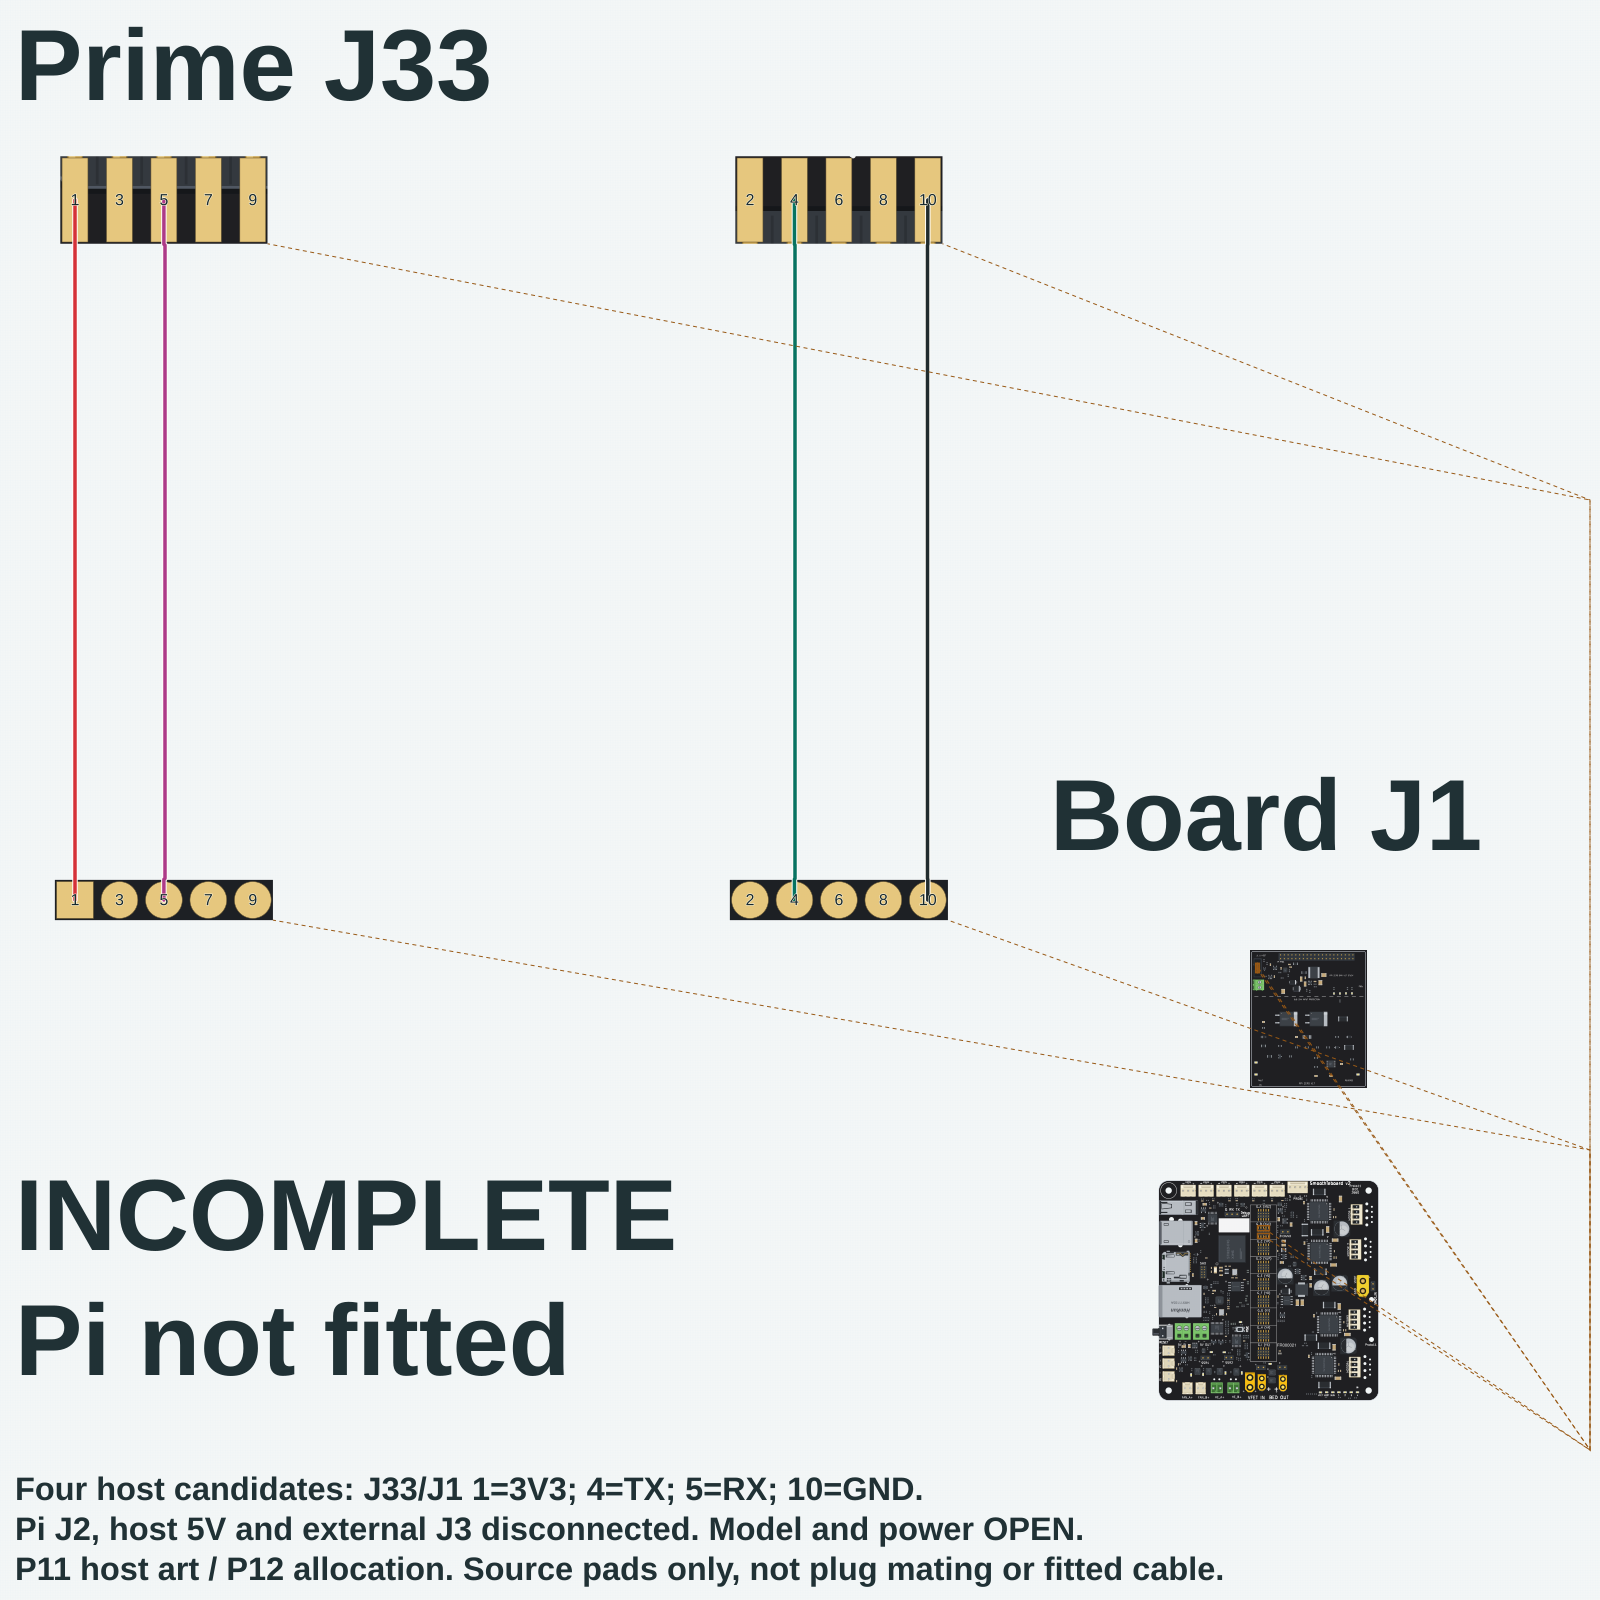 Prime J33
1 3 5 7 9
2 4 6 8 10
Board J1
1 3 5 7 9
2 4 6 8 10
INCOMPLETE
Pi not fitted
Four host candidates: J33/J1 1=3V3; 4=TX; 5=RX; 10=GND.
Pi J2, host 5V and external J3 disconnected. Model and power OPEN.
P11 host art / P12 allocation. Source pads only, not plug mating or fitted cable.